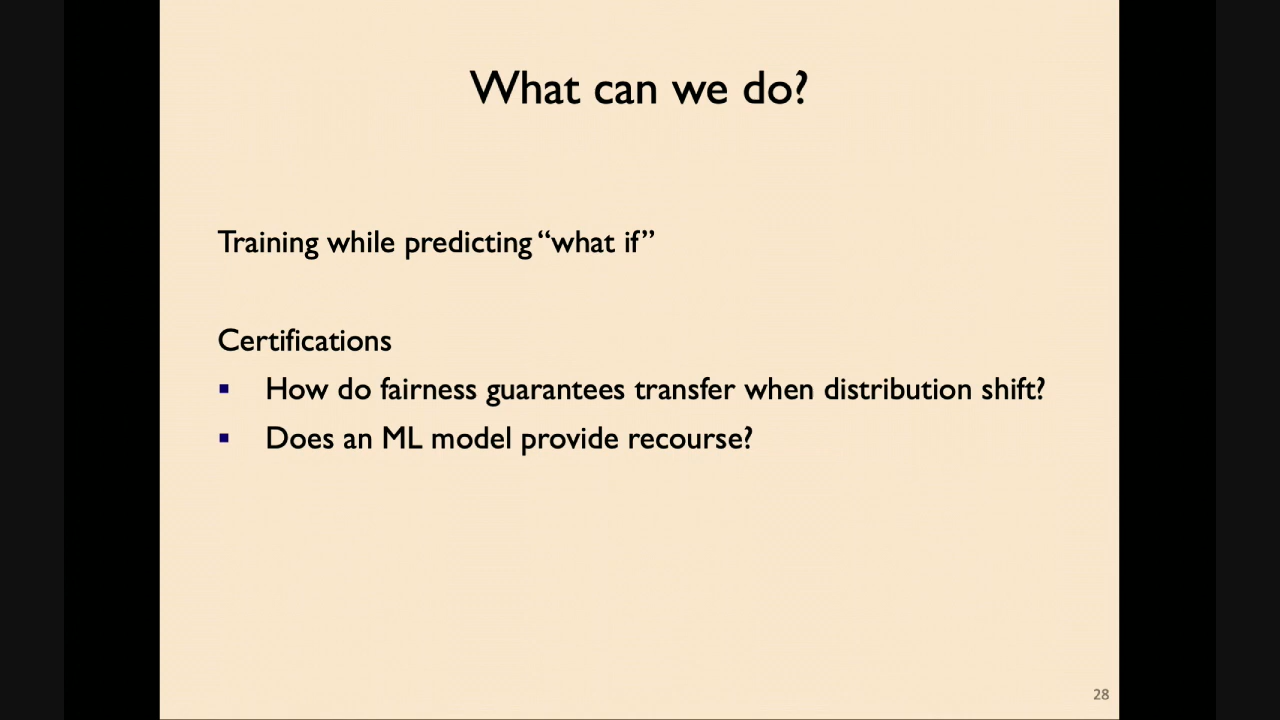 What can we do?
Training while predicting “what if”
Certifications
▪ How do fairness guarantees transfer when distribution shift?
▪ Does an ML model provide recourse?
28